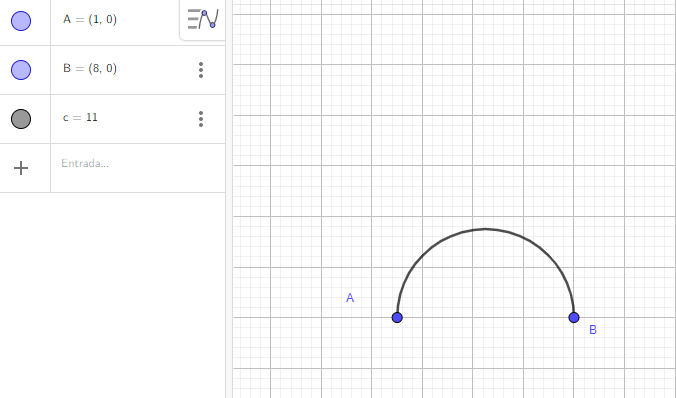 A = (1, 0)
B = (8, 0)
c = 11
Entrada...
A
B